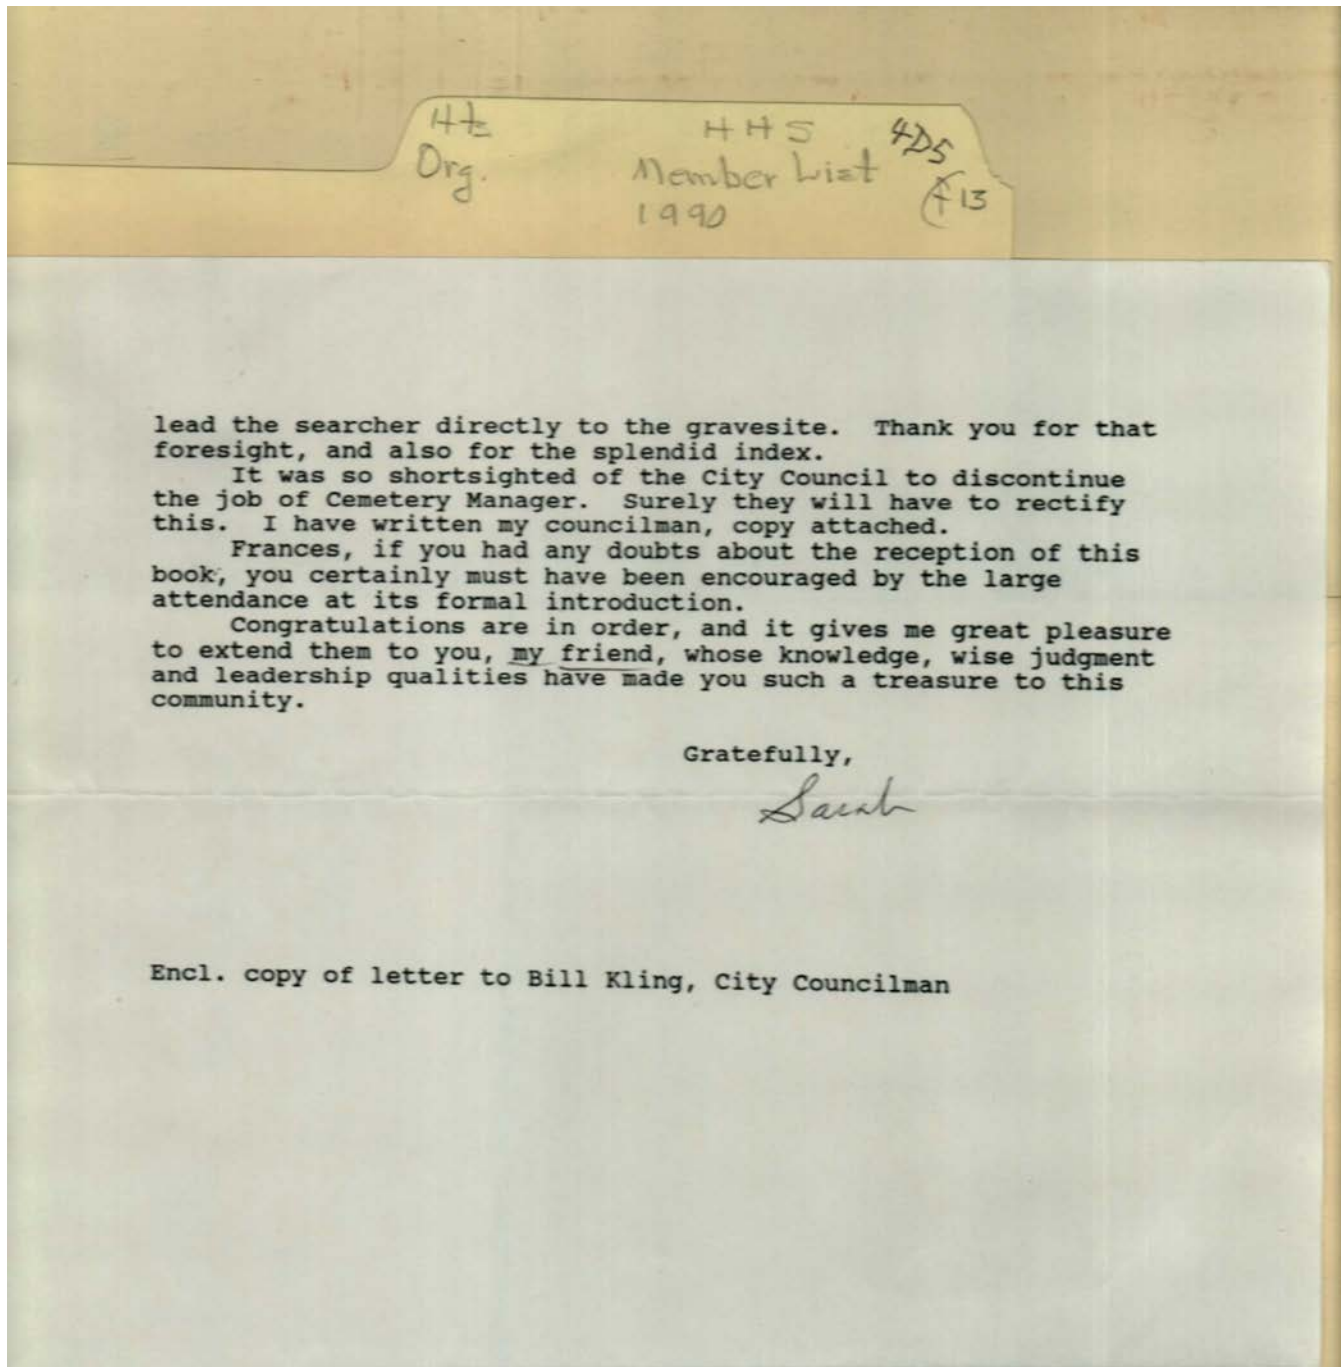 Org.
HHS
Member List
1990
4D5
f 13
lead the searcher directly to the gravesite. Thank you for that
foresight, and also for the splendid index.
It was so shortsighted of the City Council to discontinue
the job of Cemetery Manager. Surely they will have to rectify
this. I have written my councilman, copy attached.
Frances, if you had any doubts about the reception of this
book, you certainly must have been encouraged by the large
attendance at its formal introduction.
Congratulations are in order, and it gives me great pleasure
to extend them to you, my friend, whose knowledge, wise judgment
and leadership qualities have made you such a treasure to this
community.
Gratefully,
Sarah
Encl. copy of letter to Bill Kling, City Councilman